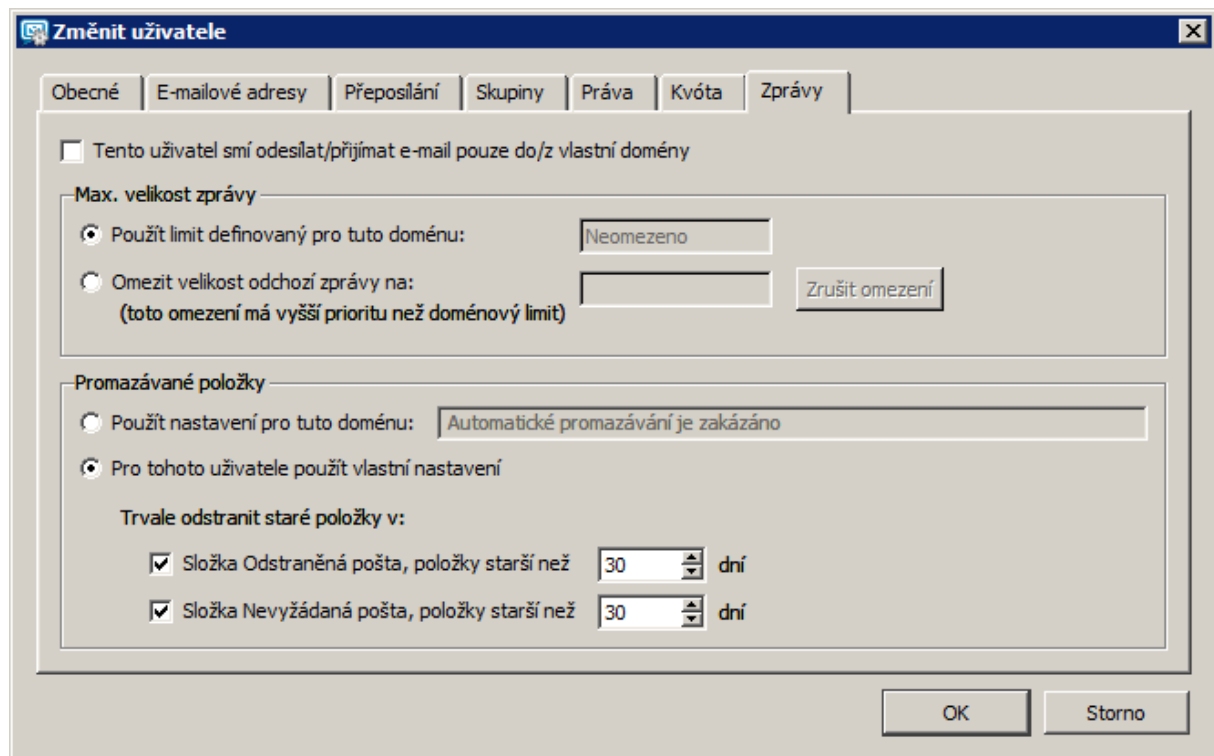 Změnit uživatele
Obecné E-mailové adresy Přeposílání Skupiny Práva Kvóta Zprávy
Tento uživatel smí odesílat/přijímat e-mail pouze do/z vlastní domény
Max. velikost zprávy
Použít limit definovaný pro tuto doménu: Neomezeno
Omezit velikost odchozí zprávy na: Zrušit omezení
(toto omezení má vyšší prioritu než doménový limit)
Promazávané položky
Použít nastavení pro tuto doménu: Automatické promazávání je zakázáno
Pro tohoto uživatele použít vlastní nastavení
Trvale odstranit staré položky v:
Složka Odstraněná pošta, položky starší než 30 dní
Složka Nevyžádaná pošta, položky starší než 30 dní
OK Storno